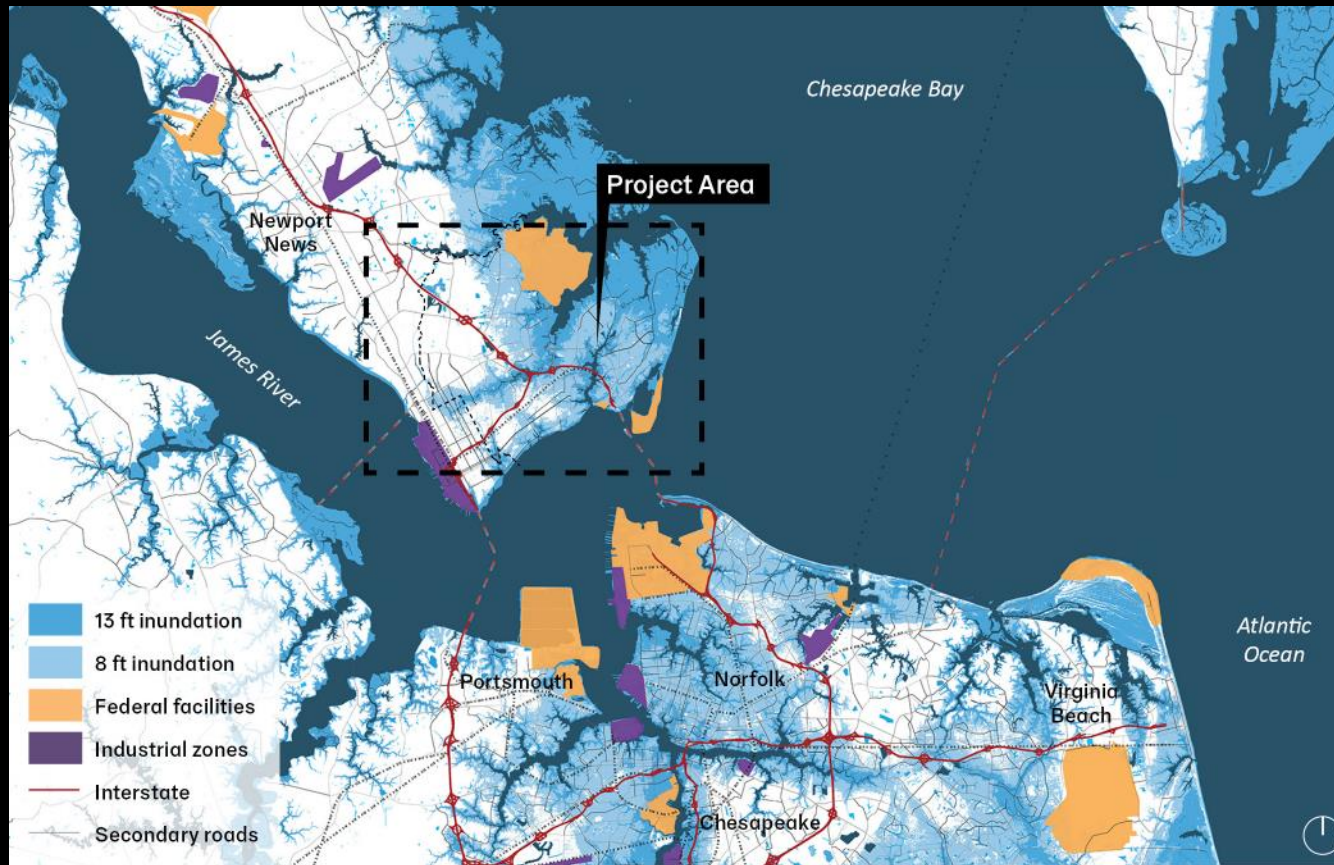 Chesapeake Bay
Project Area
Newport
News
James River
Atlantic
Ocean
Portsmouth
Norfolk
Virginia
Beach
Chesapeake
13 ft inundation
8 ft inundation
Federal facilities
Industrial zones
Interstate
Secondary roads